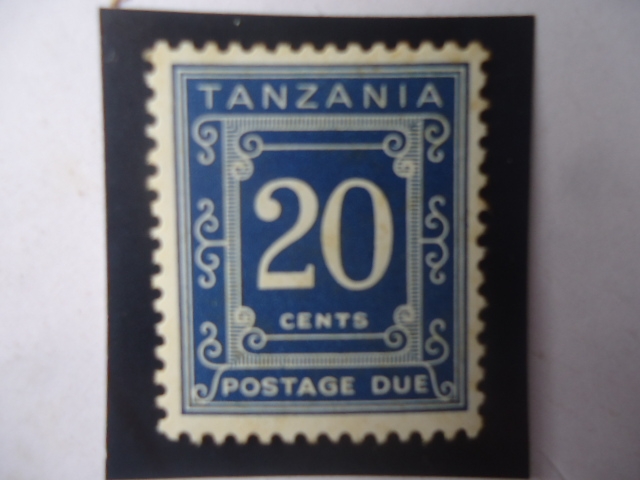 TANZANIA
20
CENTS
POSTAGE DUE